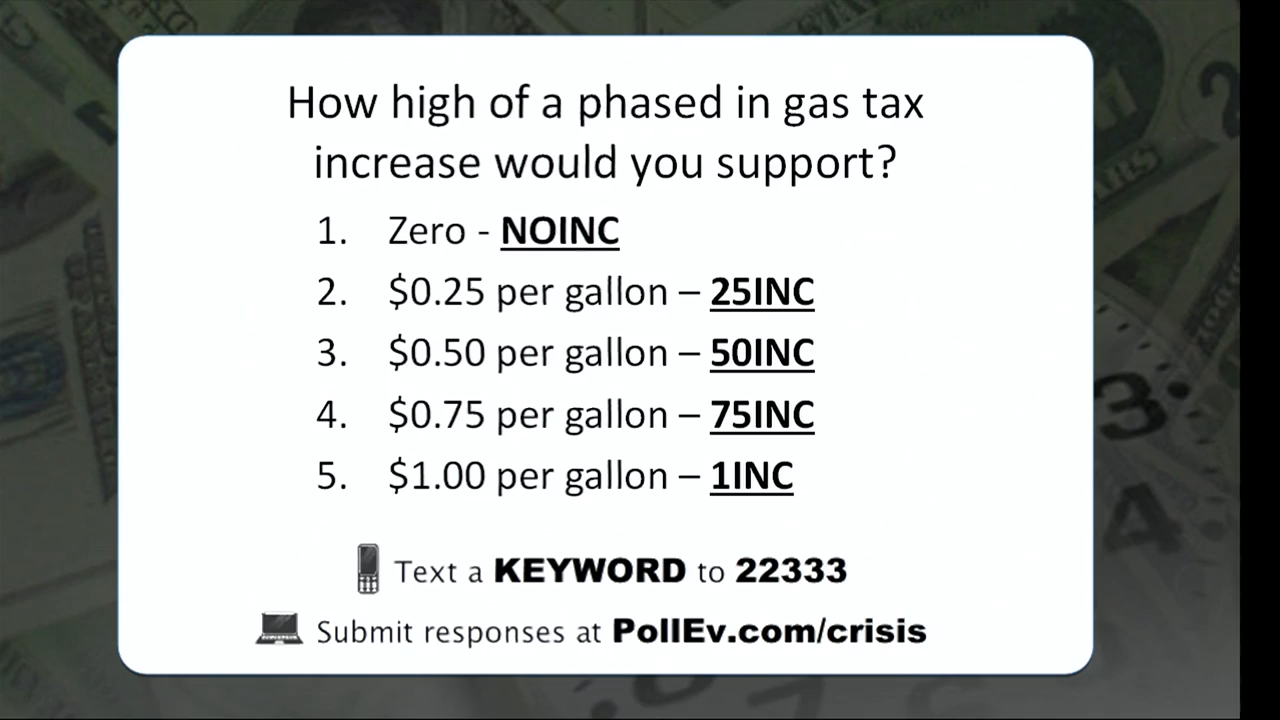 How high of a phased in gas tax
increase would you support?
1. Zero - NOINC
2. $0.25 per gallon – 25INC
3. $0.50 per gallon – 50INC
4. $0.75 per gallon – 75INC
5. $1.00 per gallon – 1INC
Text a KEYWORD to 22333
Submit responses at PollEv.com/crisis